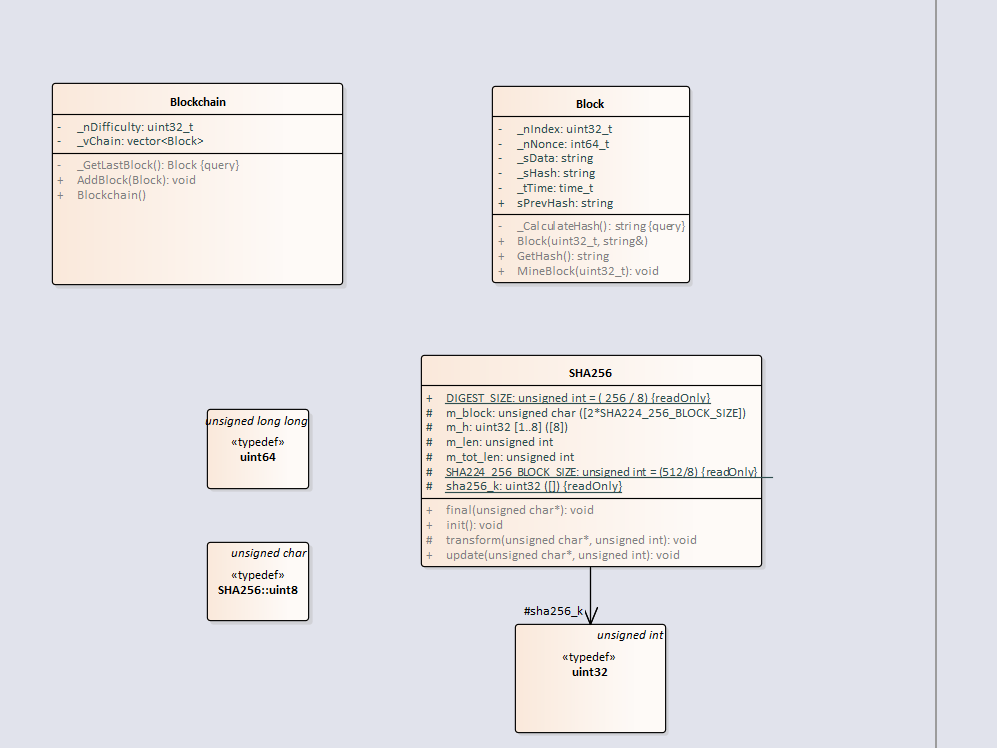 Blockchain
- _nDifficulty: uint32_t
- _vChain: vector<Block>
- _GetLastBlock(): Block {query}
+ AddBlock(Block): void
+ Blockchain()
Block
- _nIndex: uint32_t
- _nNonce: int64_t
- _sData: string
- _sHash: string
- _tTime: time_t
+ sPrevHash: string
- _CalculateHash(): string {query}
+ Block(uint32_t, string&)
+ GetHash(): string
+ MineBlock(uint32_t): void
SHA256
+ DIGEST_SIZE: unsigned int = ( 256 / 8) {readOnly}
# m_block: unsigned char ([2*SHA224_256_BLOCK_SIZE])
# m_h: uint32 [1..8] ([8])
# m_len: unsigned int
# m_tot_len: unsigned int
# SHA224_256_BLOCK_SIZE: unsigned int = (512/8) {readOnly}
# sha256_k: uint32 ([]) {readOnly}
+ final(unsigned char*): void
+ init(): void
# transform(unsigned char*, unsigned int): void
+ update(unsigned char*, unsigned int): void
unsigned long long
«typedef»
uint64
unsigned char
«typedef»
SHA256::uint8
#sha256_k
unsigned int
«typedef»
uint32